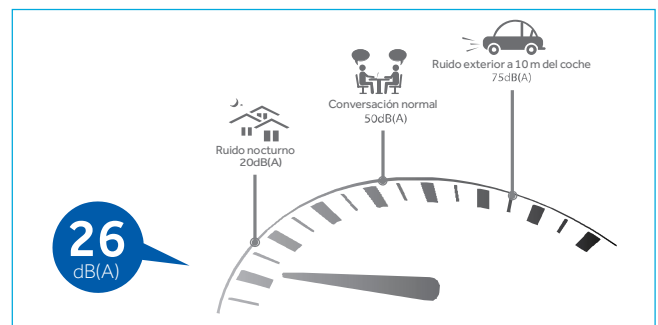 Ruido exterior a 10 m del coche
75dB(A)
Conversación normal
50dB(A)
Ruido nocturno
20dB(A)
26
dB(A)